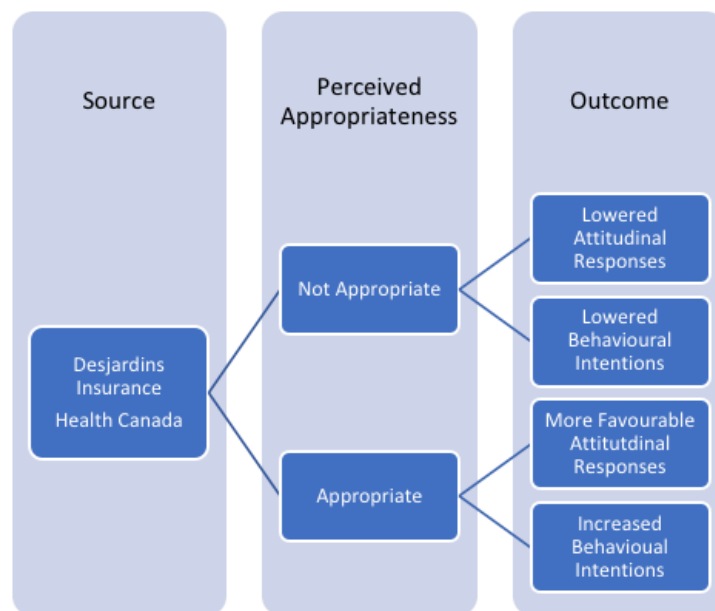 Source
Perceived
Appropriateness
Outcome
Desjardins
Insurance
Health Canada
Not Appropriate
Appropriate
Lowered
Attitudinal
Responses
Lowered
Behavioural
Intentions
More Favourable
Attitutdinal
Responses
Increased
Behavioual
Intentions